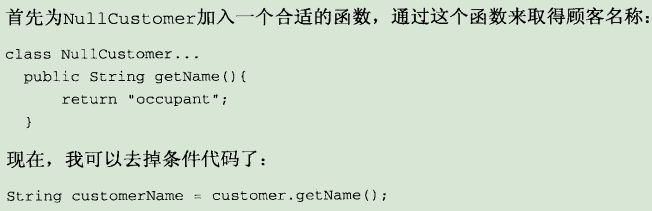 首先为NullCustomer加入一个合适的函数，通过这个函数来取得顾客名称：
class NullCustomer...
public String getName(){
return "occupant";
}
现在，我可以去掉条件代码了：
String customerName = customer.getName();